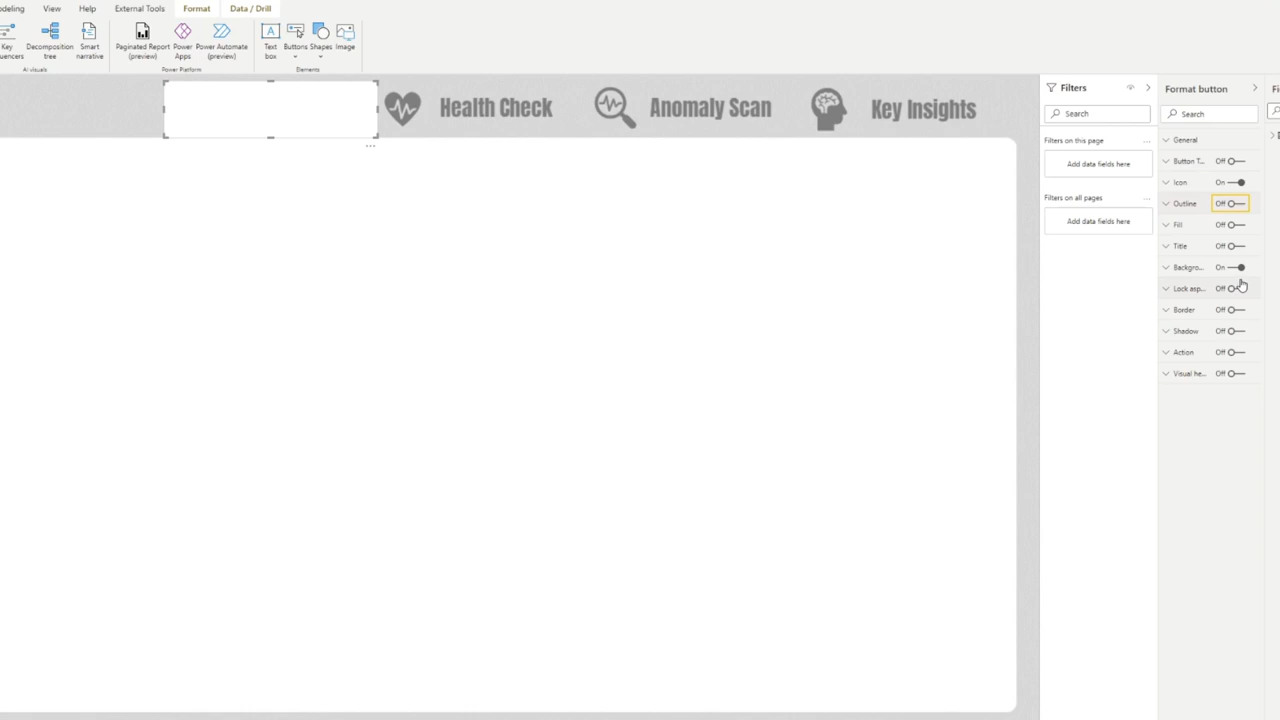 odeling View Help External Tools Format Data / Drill
Key Decomposition Smart Paginated Report Power Power Automate Text Buttons Shapes Image
uencers tree narrative (preview) Apps (preview) box
AI visuals Power Platform Elements
Health Check Anomaly Scan Key Insights
Filters
Search
Filters on this page ...
Add data fields here
Filters on all pages ...
Add data fields here
Format button
Search
General
Button T... Off
Icon On
Outline Off
Fill Off
Title Off
Backgro... On
Lock asp... Off
Border Off
Shadow Off
Action Off
Visual he... Off
Fi